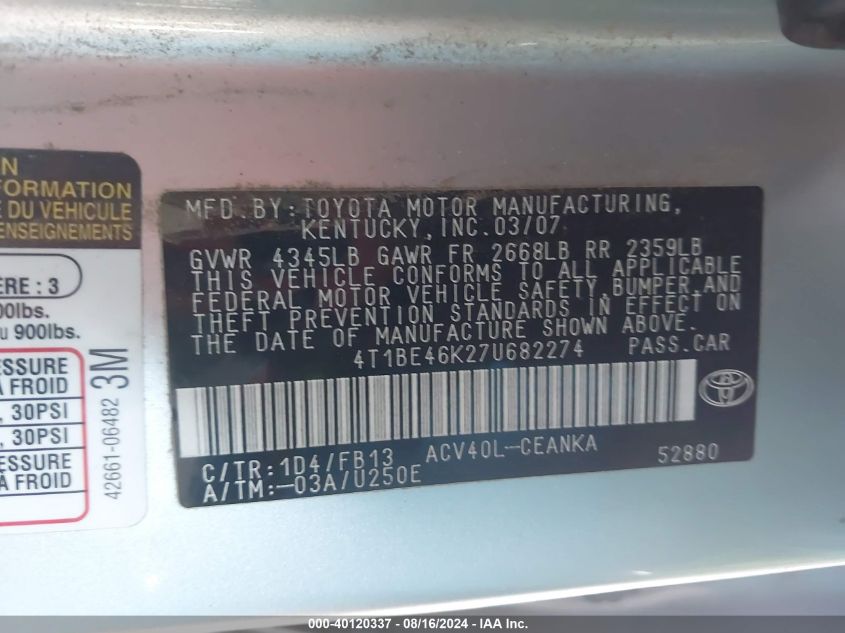 N
FORMATION
E DU VEHICULE
ENSEIGNEMENTS
ÈRE : 3
00lbs.
u 900lbs.
PRESSURE
À FROID
, 30PSI
, 30PSI
PRESSURE
À FROID
42661-06482 3M
MFD.BY:TOYOTA MOTOR MANUFACTURING,
KENTUCKY,INC.03/07
GVWR 4345LB GAWR FR 2668LB RR 2359LB
THIS VEHICLE CONFORMS TO ALL APPLICABLE
FEDERAL MOTOR VEHICLE SAFETY,BUMPER,AND
THEFT PREVENTION STANDARDS IN EFFECT ON
THE DATE OF MANUFACTURE SHOWN ABOVE.
4T1BE46K27U682274 PASS.CAR
C/TR:1D4/FB13 ACV40L-CEANKA 52880
A/TM:-03A/U250E
000-40120337 - 08/16/2024 - IAA Inc.